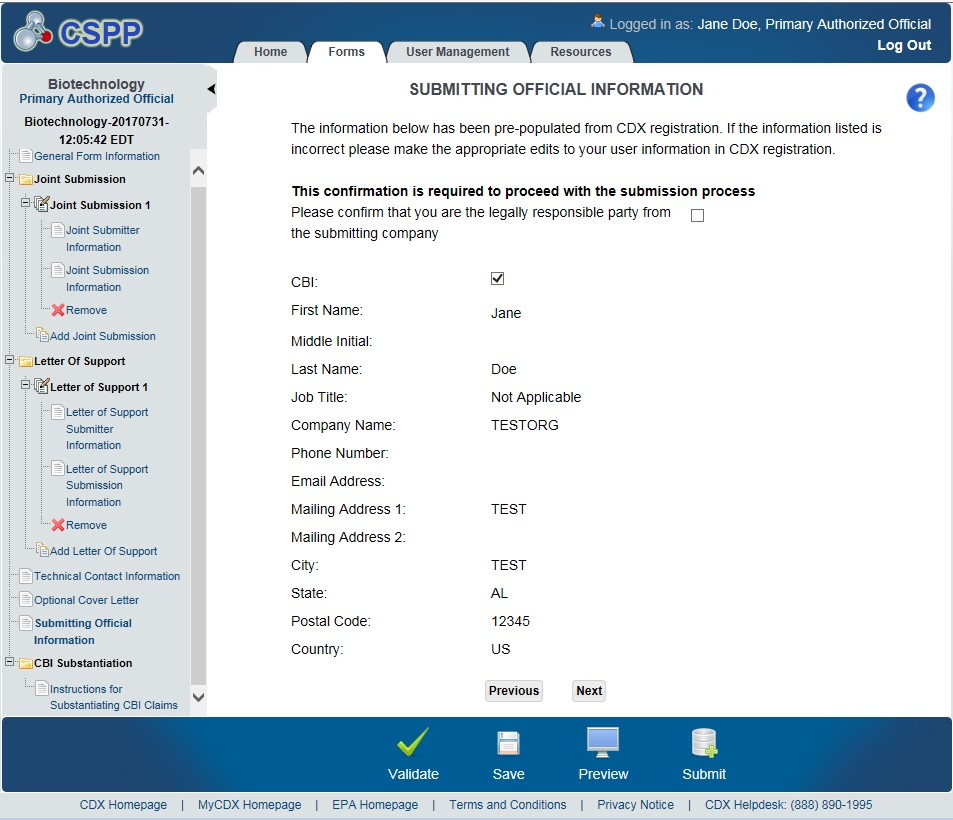 CSPP
Logged in as: Jane Doe, Primary Authorized Official
Log Out
Home
Forms
User Management
Resources
Biotechnology
Primary Authorized Official
Biotechnology-20170731-
12:05:42 EDT
General Form Information
Joint Submission
Joint Submission 1
Joint Submitter
Information
Joint Submission
Information
Remove
Add Joint Submission
Letter Of Support
Letter of Support 1
Letter of Support
Submitter
Information
Letter of Support
Submission
Information
Remove
Add Letter Of Support
Technical Contact Information
Optional Cover Letter
Submitting Official
Information
CBI Substantiation
Instructions for
Substantiating CBI Claims
SUBMITTING OFFICIAL INFORMATION
?
The information below has been pre-populated from CDX registration. If the information listed is
incorrect please make the appropriate edits to your user information in CDX registration.
This confirmation is required to proceed with the submission process
Please confirm that you are the legally responsible party from
the submitting company
CBI:
First Name: Jane
Middle Initial:
Last Name: Doe
Job Title: Not Applicable
Company Name: TESTORG
Phone Number:
Email Address:
Mailing Address 1: TEST
Mailing Address 2:
City: TEST
State: AL
Postal Code: 12345
Country: US
Previous Next
Validate Save Preview Submit
CDX Homepage | MyCDX Homepage | EPA Homepage | Terms and Conditions | Privacy Notice | CDX Helpdesk: (888) 890-1995